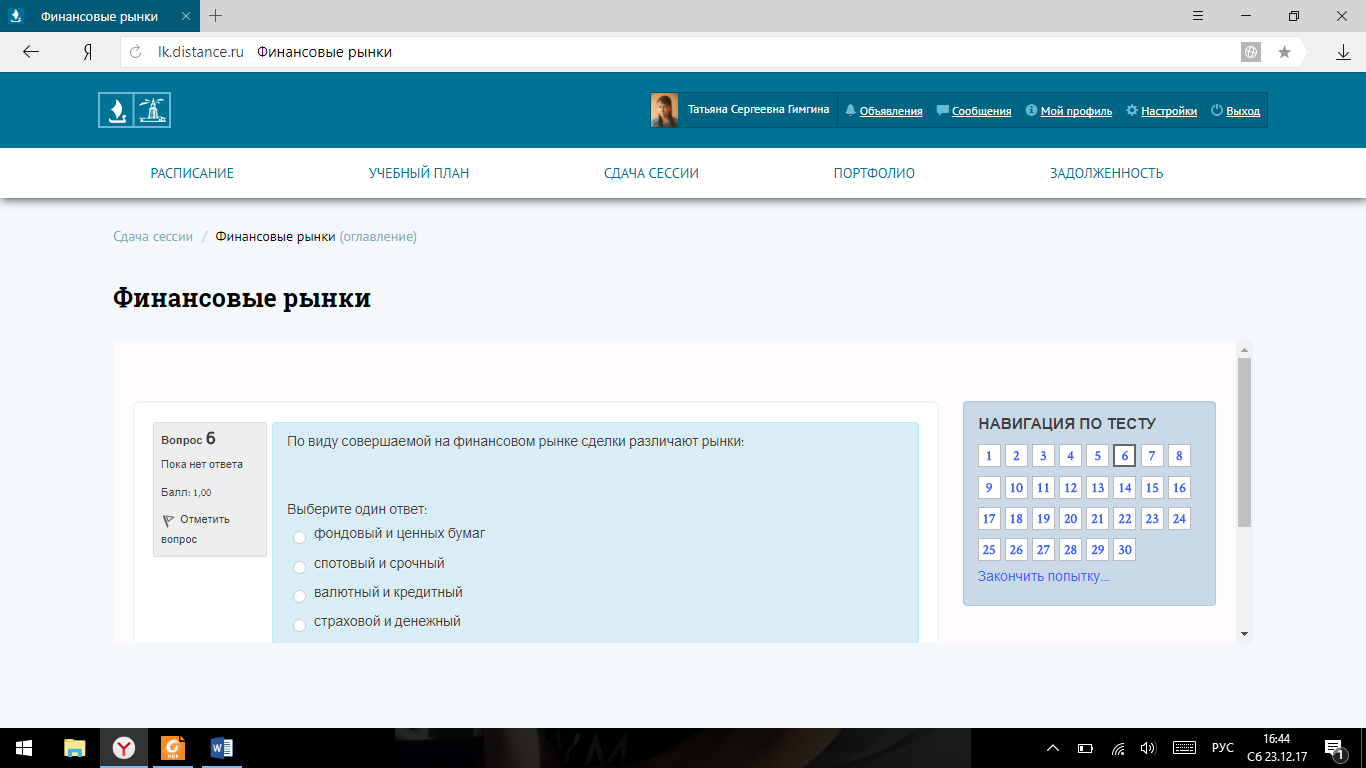 Финансовые рынки
lk.distance.ru Финансовые рынки
Татьяна Сергеевна Гимгина Объявления Сообщения Мой профиль Настройки Выход
РАСПИСАНИЕ УЧЕБНЫЙ ПЛАН СДАЧА СЕССИИ ПОРТФОЛИО ЗАДОЛЖЕННОСТЬ
Сдача сессии / Финансовые рынки (оглавление)
Финансовые рынки
Вопрос 6
Пока нет ответа
Балл: 1,00
Отметить
вопрос
По виду совершаемой на финансовом рынке сделки различают рынки:
Выберите один ответ:
фондовый и ценных бумаг
спотовый и срочный
валютный и кредитный
страховой и денежный
НАВИГАЦИЯ ПО ТЕСТУ
1 2 3 4 5 6 7 8
9 10 11 12 13 14 15 16
17 18 19 20 21 22 23 24
25 26 27 28 29 30
Закончить попытку...
РУС
16:44
Сб 23.12.17
1